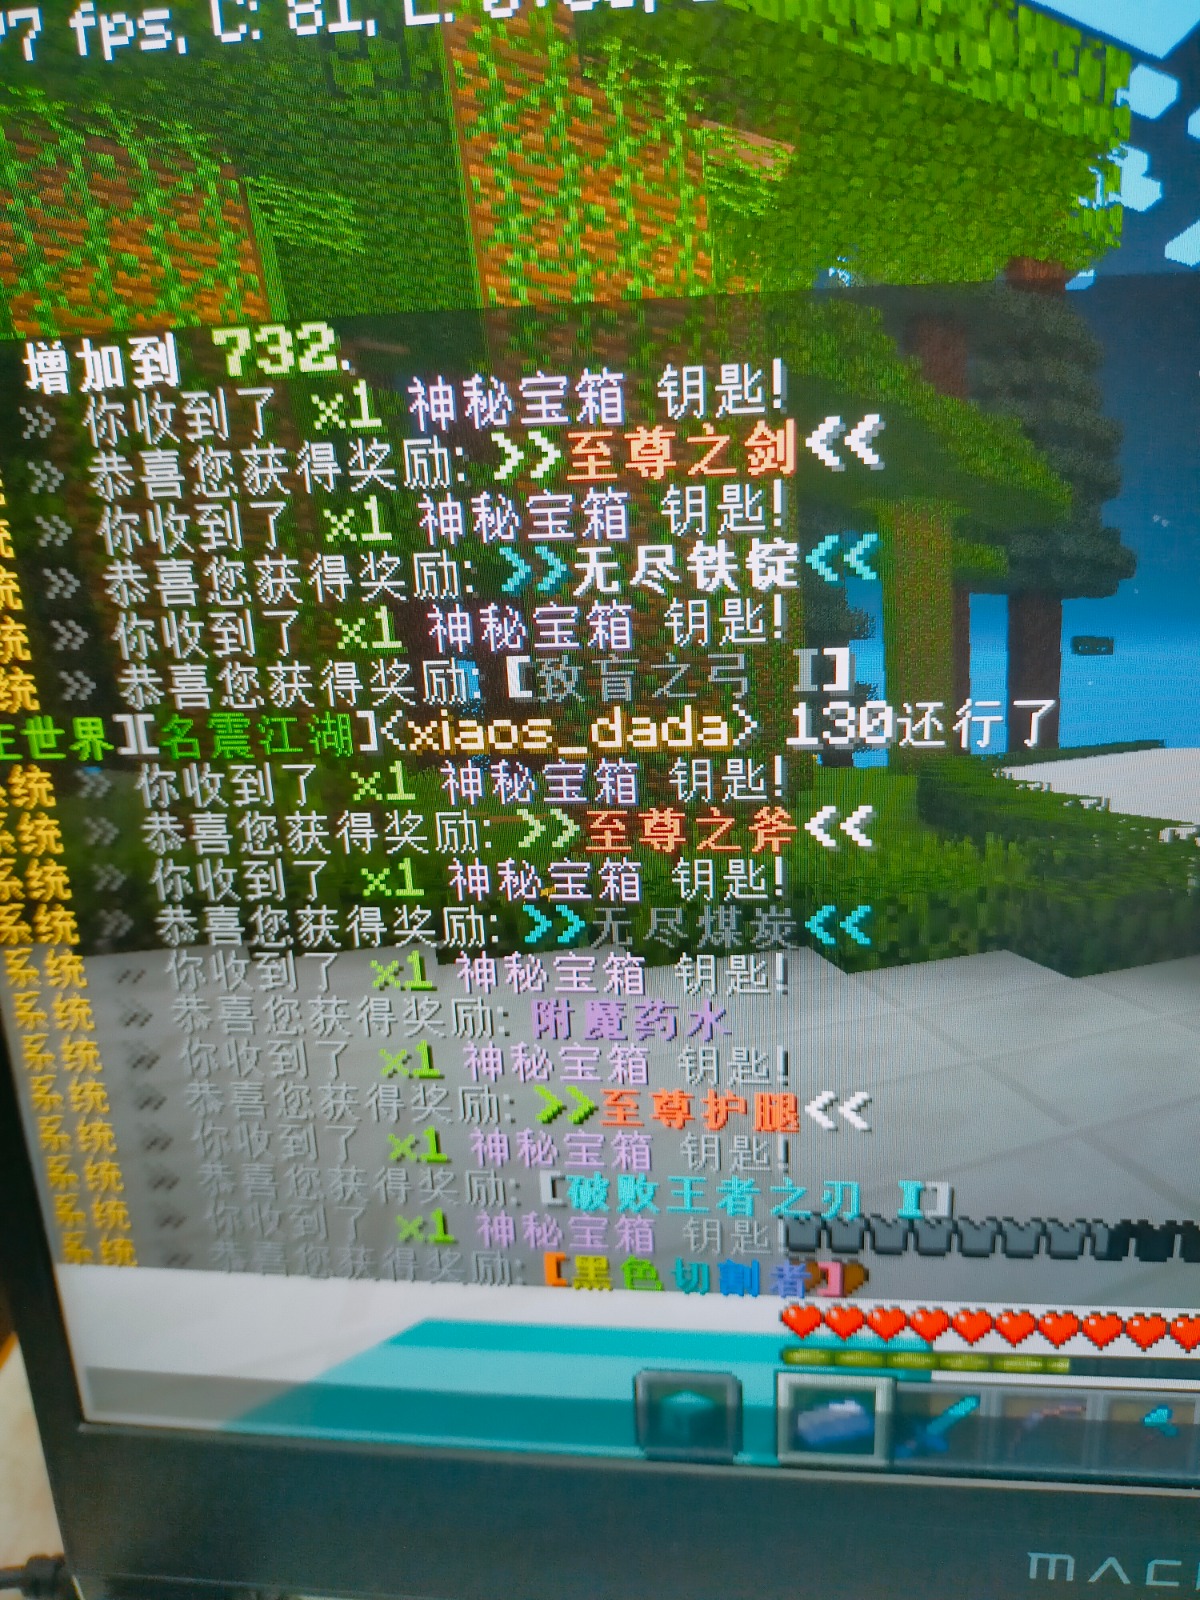 7 fps, C: 81,
增加到 732.
» 你收到了 x1 神秘宝箱 钥匙!
» 恭喜您获得奖励: >>至尊之剑<<
统 » 你收到了 x1 神秘宝箱 钥匙!
统 » 恭喜您获得奖励: >>无尽铁锭<<
统 » 你收到了 x1 神秘宝箱 钥匙!
统 » 恭喜您获得奖励: [致盲之弓 I]
主世界][名震江湖]<xiaos_dada> 130还行了
系统 » 你收到了 x1 神秘宝箱 钥匙!
系统 » 恭喜您获得奖励: >>至尊之斧<<
系统 » 你收到了 x1 神秘宝箱 钥匙!
系统 » 恭喜您获得奖励: >>无尽煤炭<<
系统 » 你收到了 x1 神秘宝箱 钥匙!
系统 » 恭喜您获得奖励: 附魔药水
系统 » 你收到了 x1 神秘宝箱 钥匙!
系统 » 恭喜您获得奖励: >>至尊护腿<<
系统 » 你收到了 x1 神秘宝箱 钥匙!
系统 » 恭喜您获得奖励: [破败王者之刃 I]
系统 » 你收到了 x1 神秘宝箱 钥匙!
系统 » 恭喜您获得奖励: [黑色切割者]
MAC